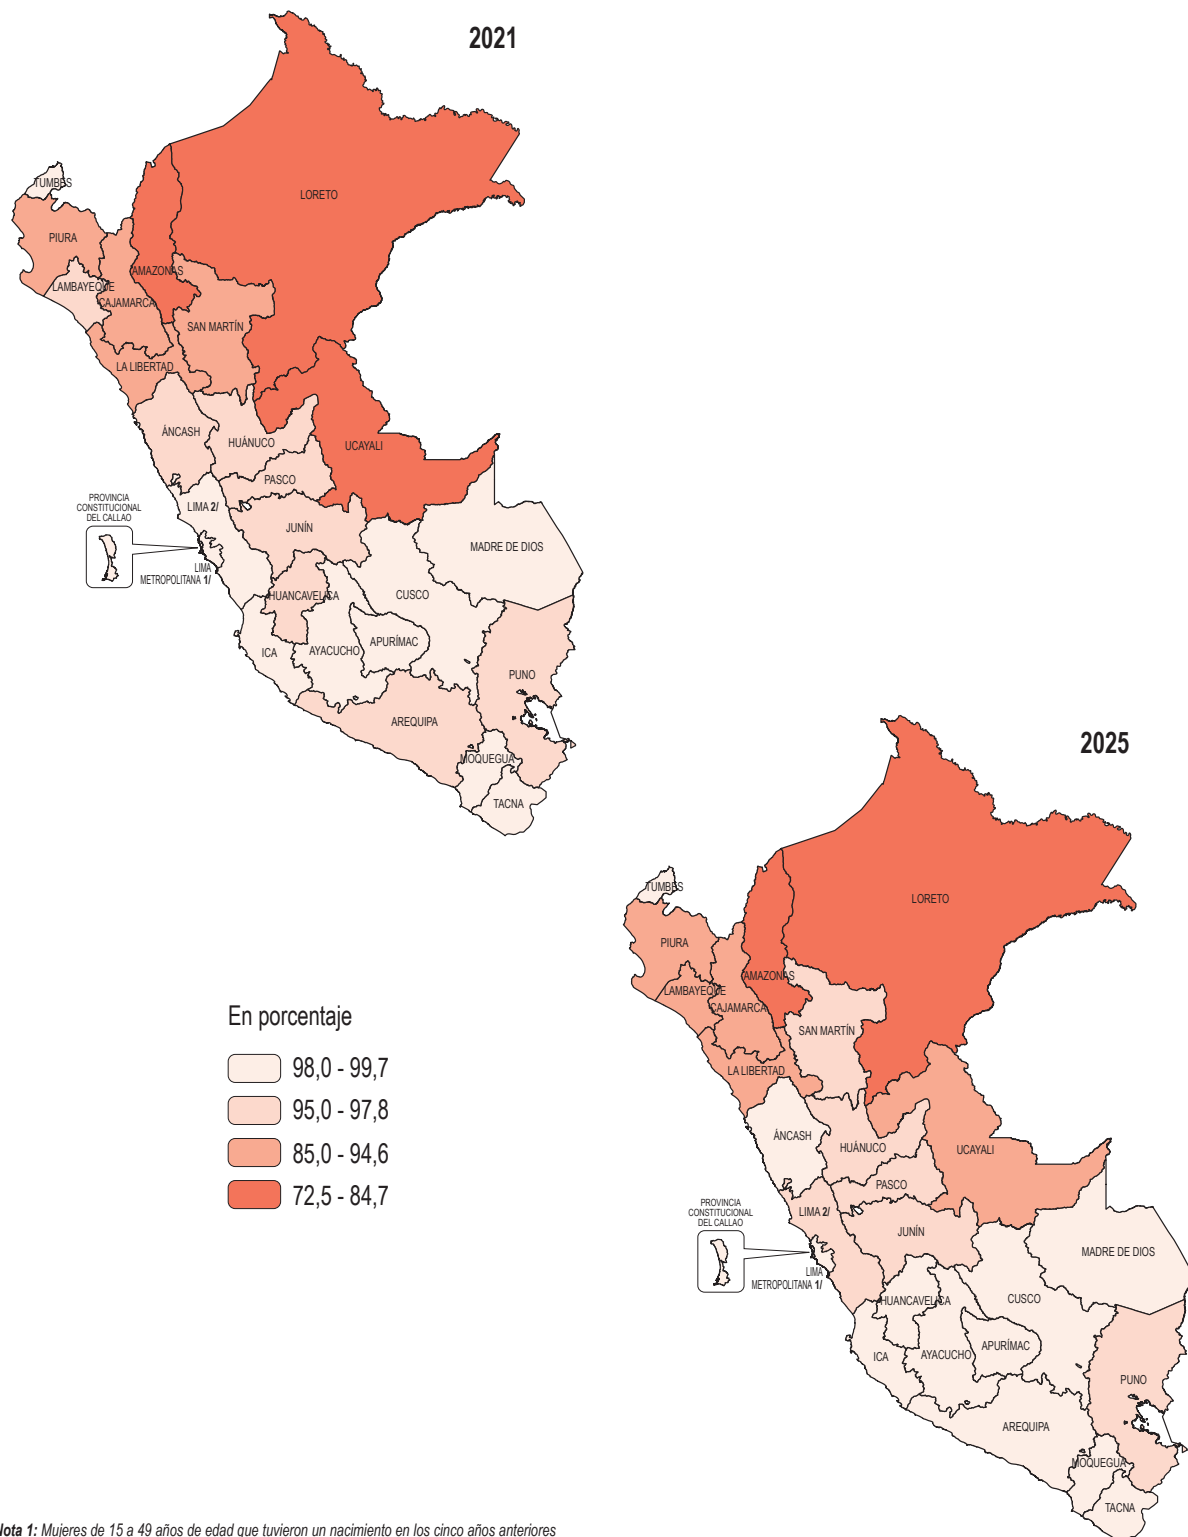 2021
TUMBES
LORETO
PIURA
AMAZONAS
LAMBAYEQUE
CAJAMARCA
SAN MARTÍN
LA LIBERTAD
ÁNCASH
HUÁNUCO
UCAYALI
PASCO
PROVINCIA
CONSTITUCIONAL
DEL CALLAO
LIMA 2/
JUNÍN
MADRE DE DIOS
LIMA
METROPOLITANA 1/
HUANCAVELICA
CUSCO
ICA
AYACUCHO
APURÍMAC
PUNO
AREQUIPA
MOQUEGUA
TACNA
2025
TUMBES
LORETO
PIURA
AMAZONAS
LAMBAYEQUE
CAJAMARCA
SAN MARTÍN
LA LIBERTAD
ÁNCASH
HUÁNUCO
UCAYALI
PASCO
PROVINCIA
CONSTITUCIONAL
DEL CALLAO
LIMA 2/
JUNÍN
MADRE DE DIOS
LIMA
METROPOLITANA 1/
HUANCAVELICA
CUSCO
ICA
AYACUCHO
APURÍMAC
PUNO
AREQUIPA
MOQUEGUA
TACNA
En porcentaje
98,0 - 99,7
95,0 - 97,8
85,0 - 94,6
72,5 - 84,7
Nota 1: Mujeres de 15 a 49 años de edad que tuvieron un nacimiento en los cinco años anteriores